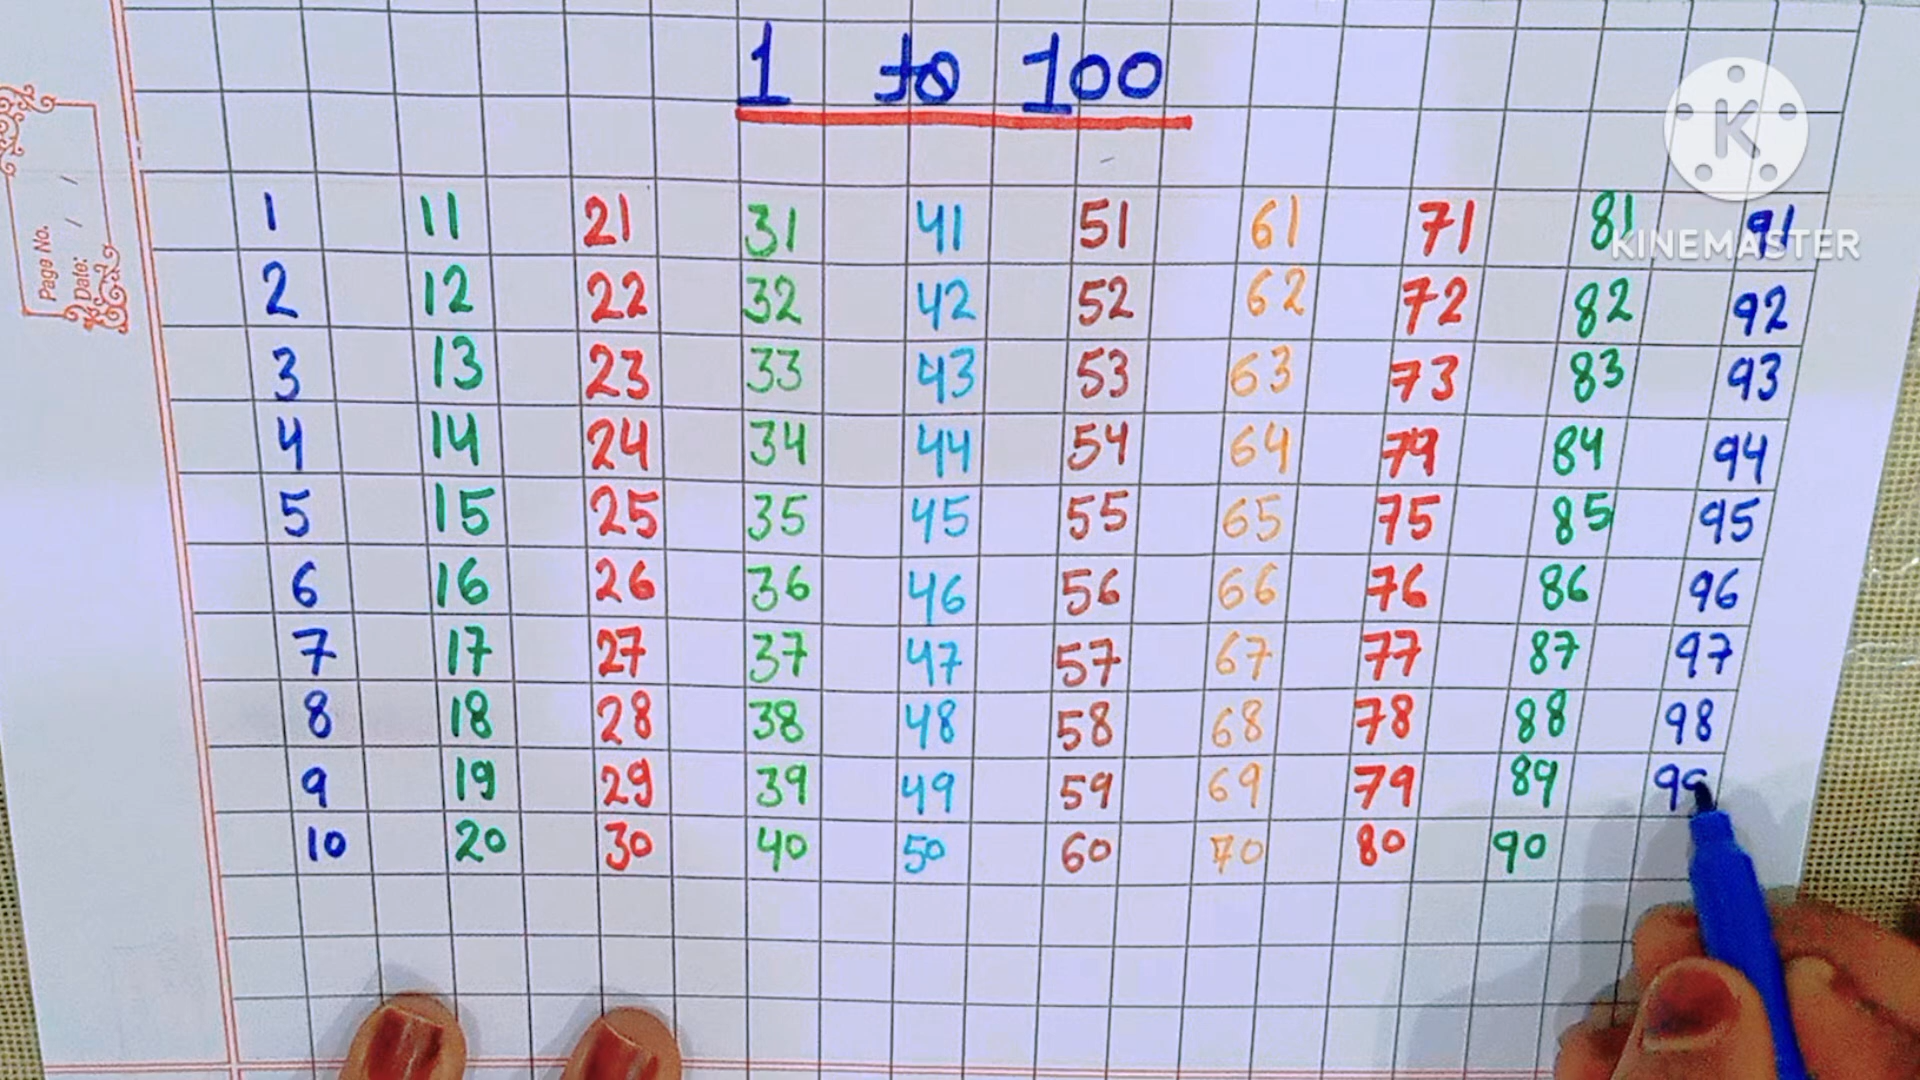 1 to 100
K
KINEMASTER
Page No.
Date: / /
1 11 21 31 41 51 61 71 81 91
2 12 22 32 42 52 62 72 82 92
3 13 23 33 43 53 63 73 83 93
4 14 24 34 44 54 64 74 84 94
5 15 25 35 45 55 65 75 85 95
6 16 26 36 46 56 66 76 86 96
7 17 27 37 47 57 67 77 87 97
8 18 28 38 48 58 68 78 88 98
9 19 29 39 49 59 69 79 89 99
10 20 30 40 50 60 70 80 90